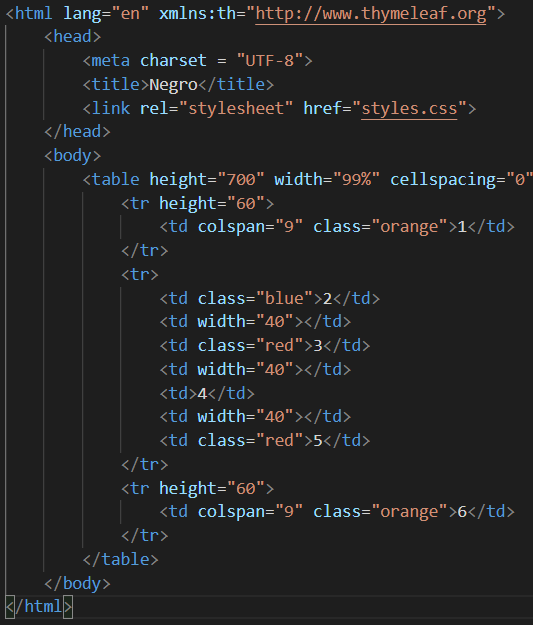 <html lang="en" xmlns:th="http://www.thymeleaf.org">
<head>
<meta charset = "UTF-8">
<title>Negro</title>
<link rel="stylesheet" href="styles.css">
</head>
<body>
<table height="700" width="99%" cellspacing="0"
<tr height="60">
<td colspan="9" class="orange">1</td>
</tr>
<tr>
<td class="blue">2</td>
<td width="40"></td>
<td class="red">3</td>
<td width="40"></td>
<td>4</td>
<td width="40"></td>
<td class="red">5</td>
</tr>
<tr height="60">
<td colspan="9" class="orange">6</td>
</tr>
</table>
</body>
</html>